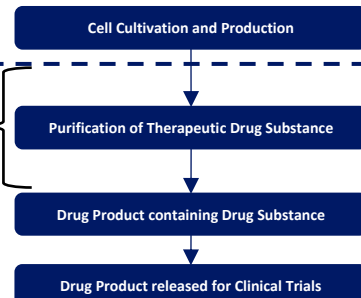 Cell Cultivation and Production
Purification of Therapeutic Drug Substance
Drug Product containing Drug Substance
Drug Product released for Clinical Trials